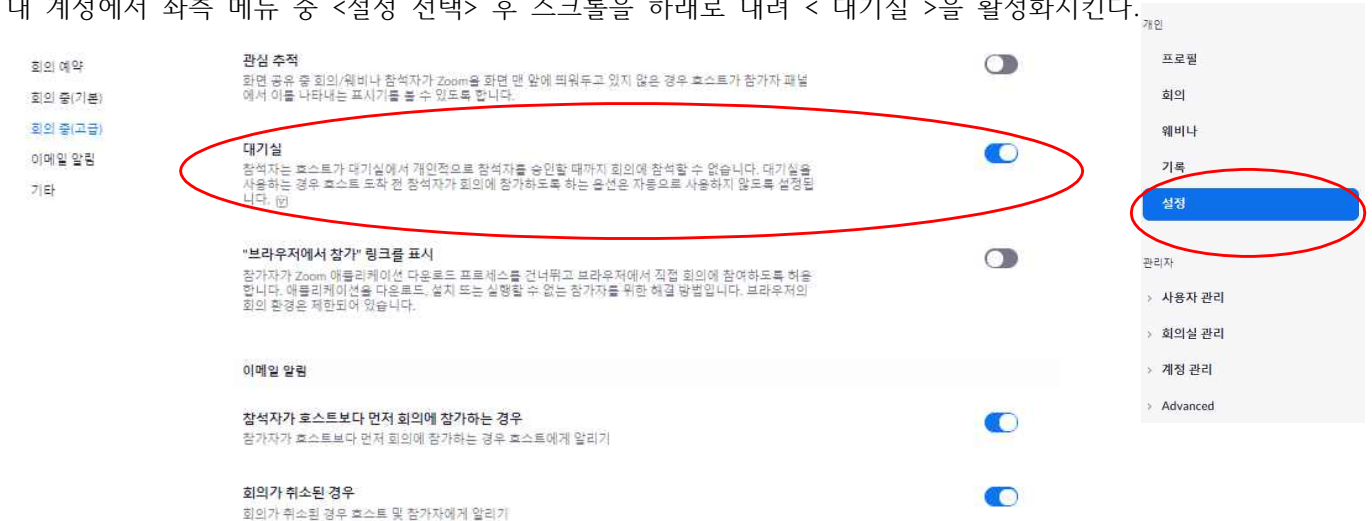 내 계정에서 좌측 메뉴 중 <설정 선택> 후 스크롤을 하래로 내려 < 대기실 >을 활성화시킨다.
회의 예약
회의 중(기본)
회의 중(고급)
이메일 알림
기타
관심 추적
화면 공유 중 회의/웨비나 참석자가 Zoom을 화면 맨 앞에 띄워두고 있지 않은 경우 호스트가 참가자 패널
에서 이를 나타내는 표시기를 볼 수 있도록 합니다.
대기실
참석자는 호스트가 대기실에서 개인적으로 참석자를 승인할 때까지 회의에 참석할 수 없습니다. 대기실을
사용하는 경우 호스트 도착 전 참석자가 회의에 참가하도록 하는 옵션은 자동으로 사용하지 않도록 설정됩
니다.
"브라우저에서 참가" 링크를 표시
참가자가 Zoom 애플리케이션 다운로드 프로세스를 건너뛰고 브라우저에서 직접 회의에 참여하도록 허용
합니다. 애플리케이션을 다운로드, 설치 또는 실행할 수 없는 참가자를 위한 해결 방법입니다. 브라우저의
회의 환경은 제한되어 있습니다.
이메일 알림
참석자가 호스트보다 먼저 회의에 참가하는 경우
참가자가 호스트보다 먼저 회의에 참가하는 경우 호스트에게 알리기
회의가 취소된 경우
회의가 취소된 경우 호스트 및 참가자에게 알리기
개인
프로필
회의
웨비나
기록
설정
관리자
> 사용자 관리
> 회의실 관리
> 계정 관리
> Advanced